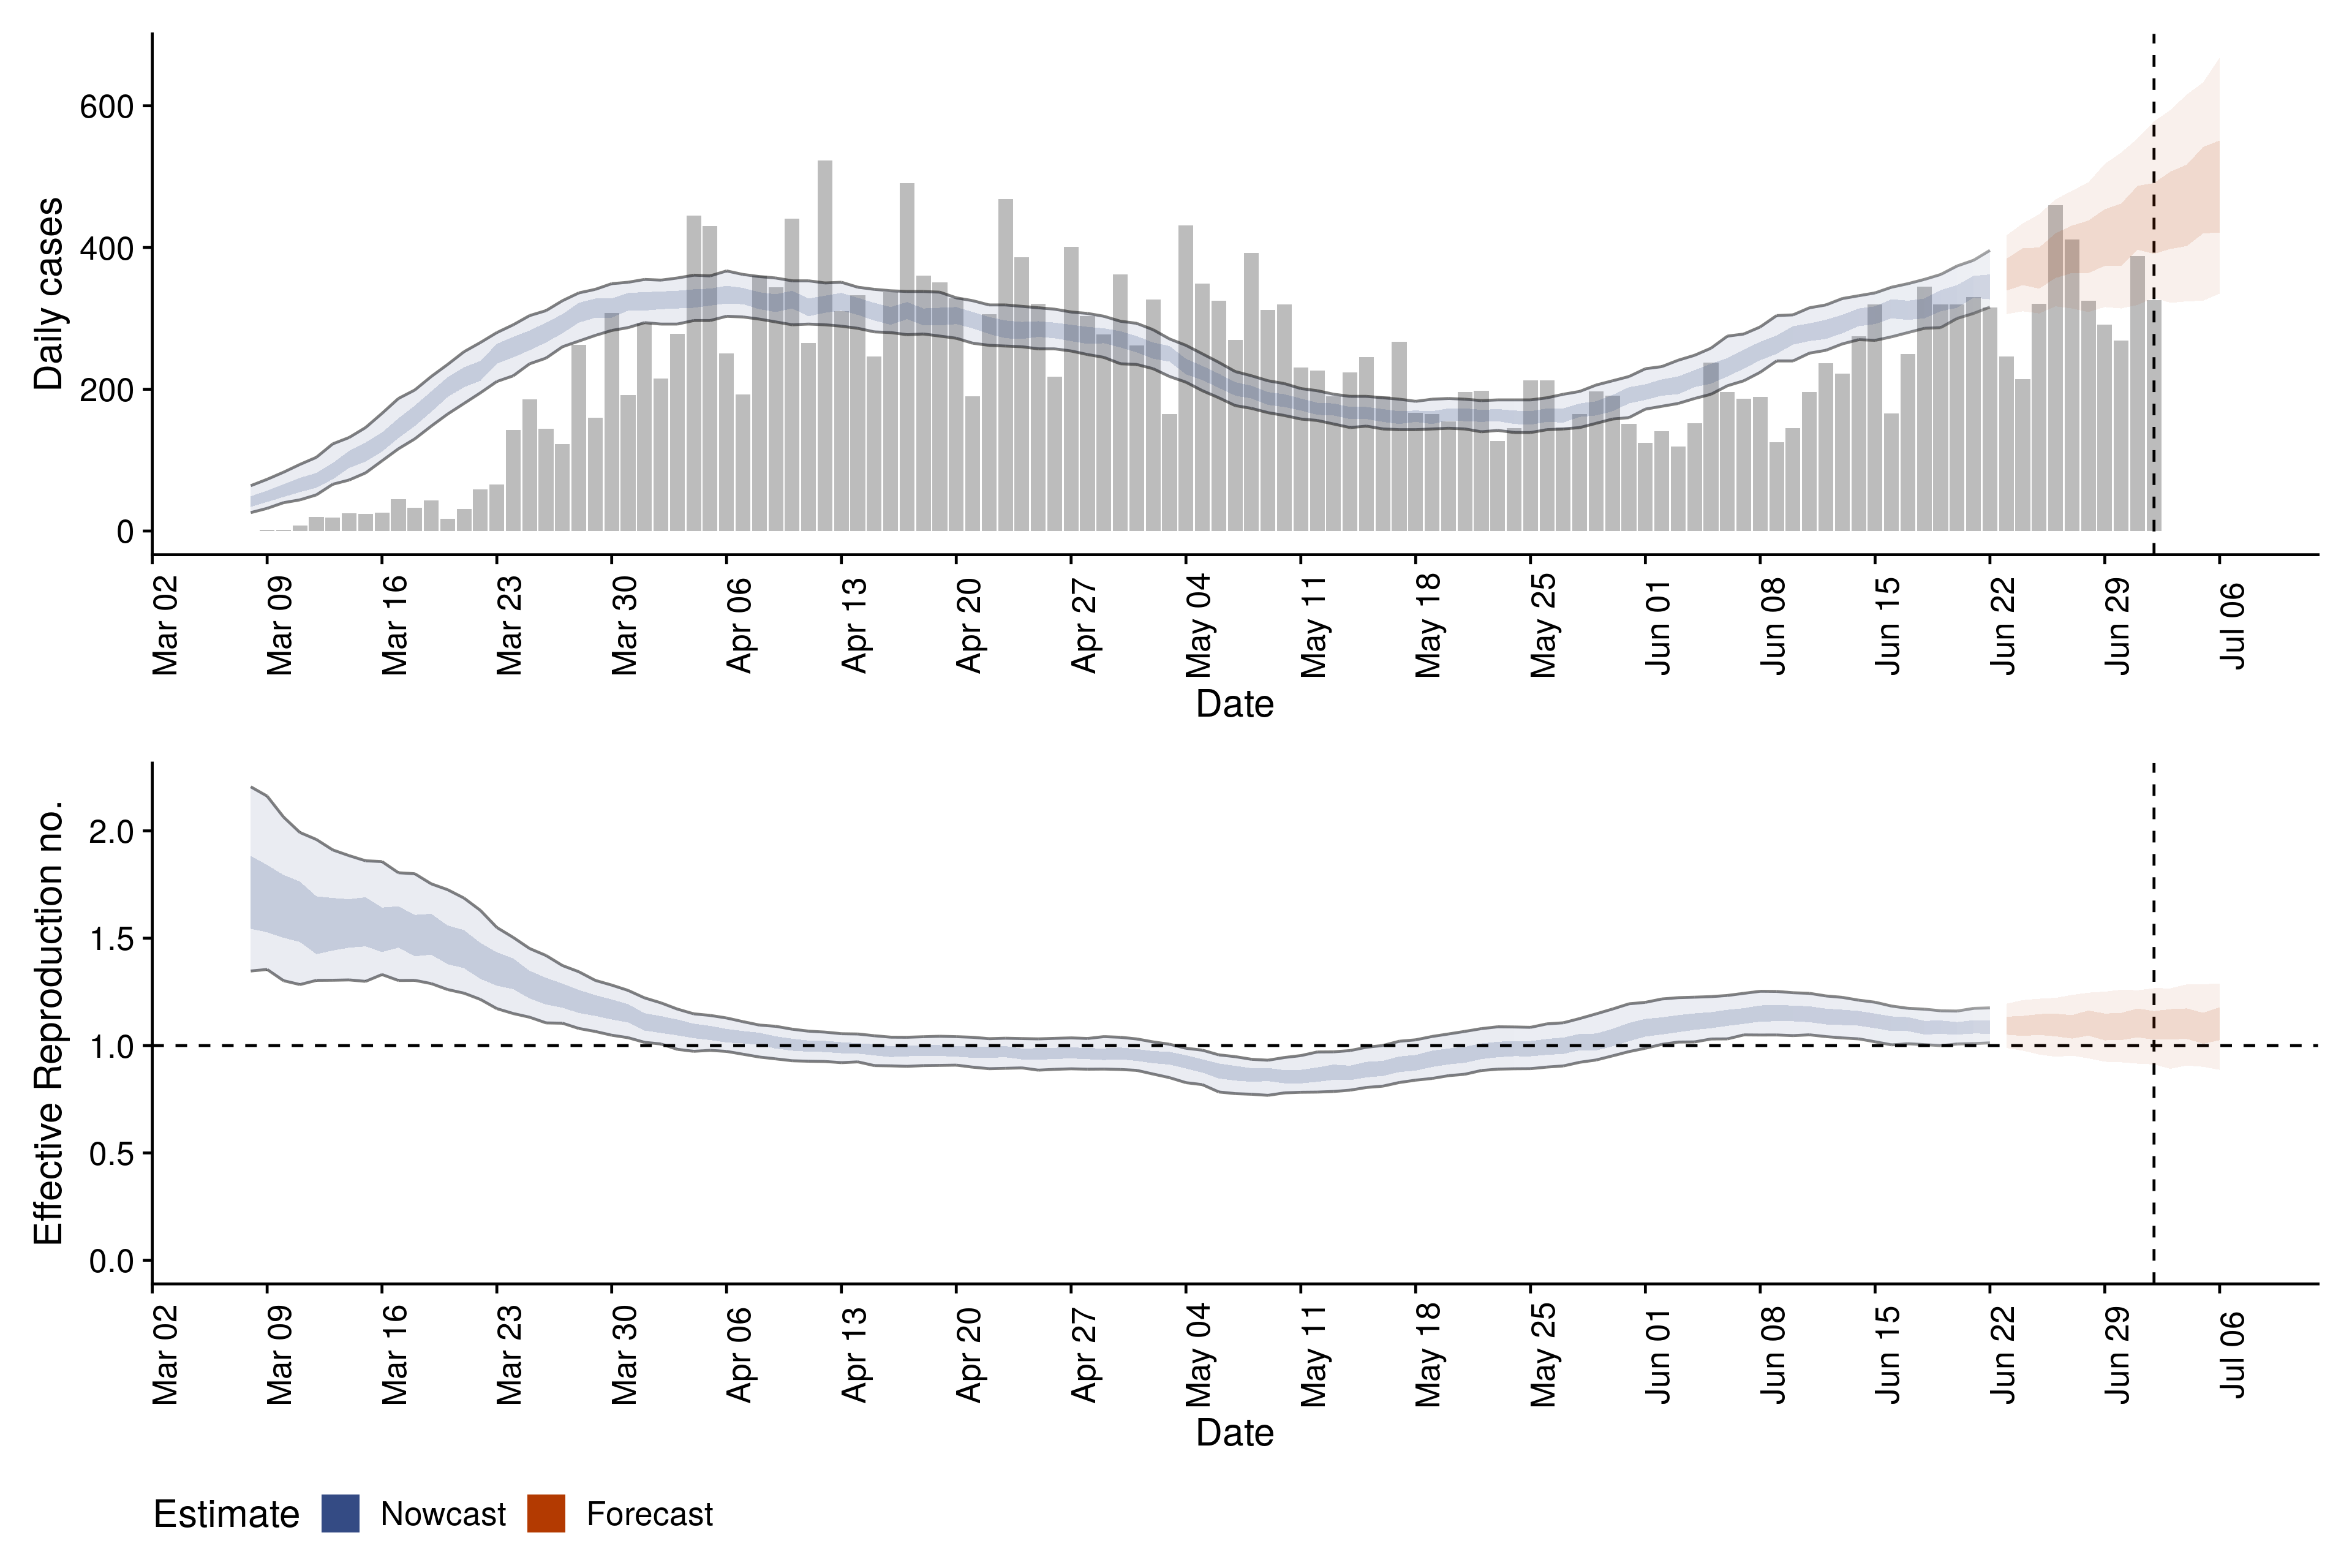 Daily cases
600
400
200
0
Mar 02 Mar 09 Mar 16 Mar 23 Mar 30 Apr 06 Apr 13 Apr 20 Apr 27 May 04 May 11 May 18 May 25 Jun 01 Jun 08 Jun 15 Jun 22 Jun 29 Jul 06
Date
Effective Reproduction no.
2.0
1.5
1.0
0.5
0.0
Mar 02 Mar 09 Mar 16 Mar 23 Mar 30 Apr 06 Apr 13 Apr 20 Apr 27 May 04 May 11 May 18 May 25 Jun 01 Jun 08 Jun 15 Jun 22 Jun 29 Jul 06
Date
Estimate Nowcast Forecast